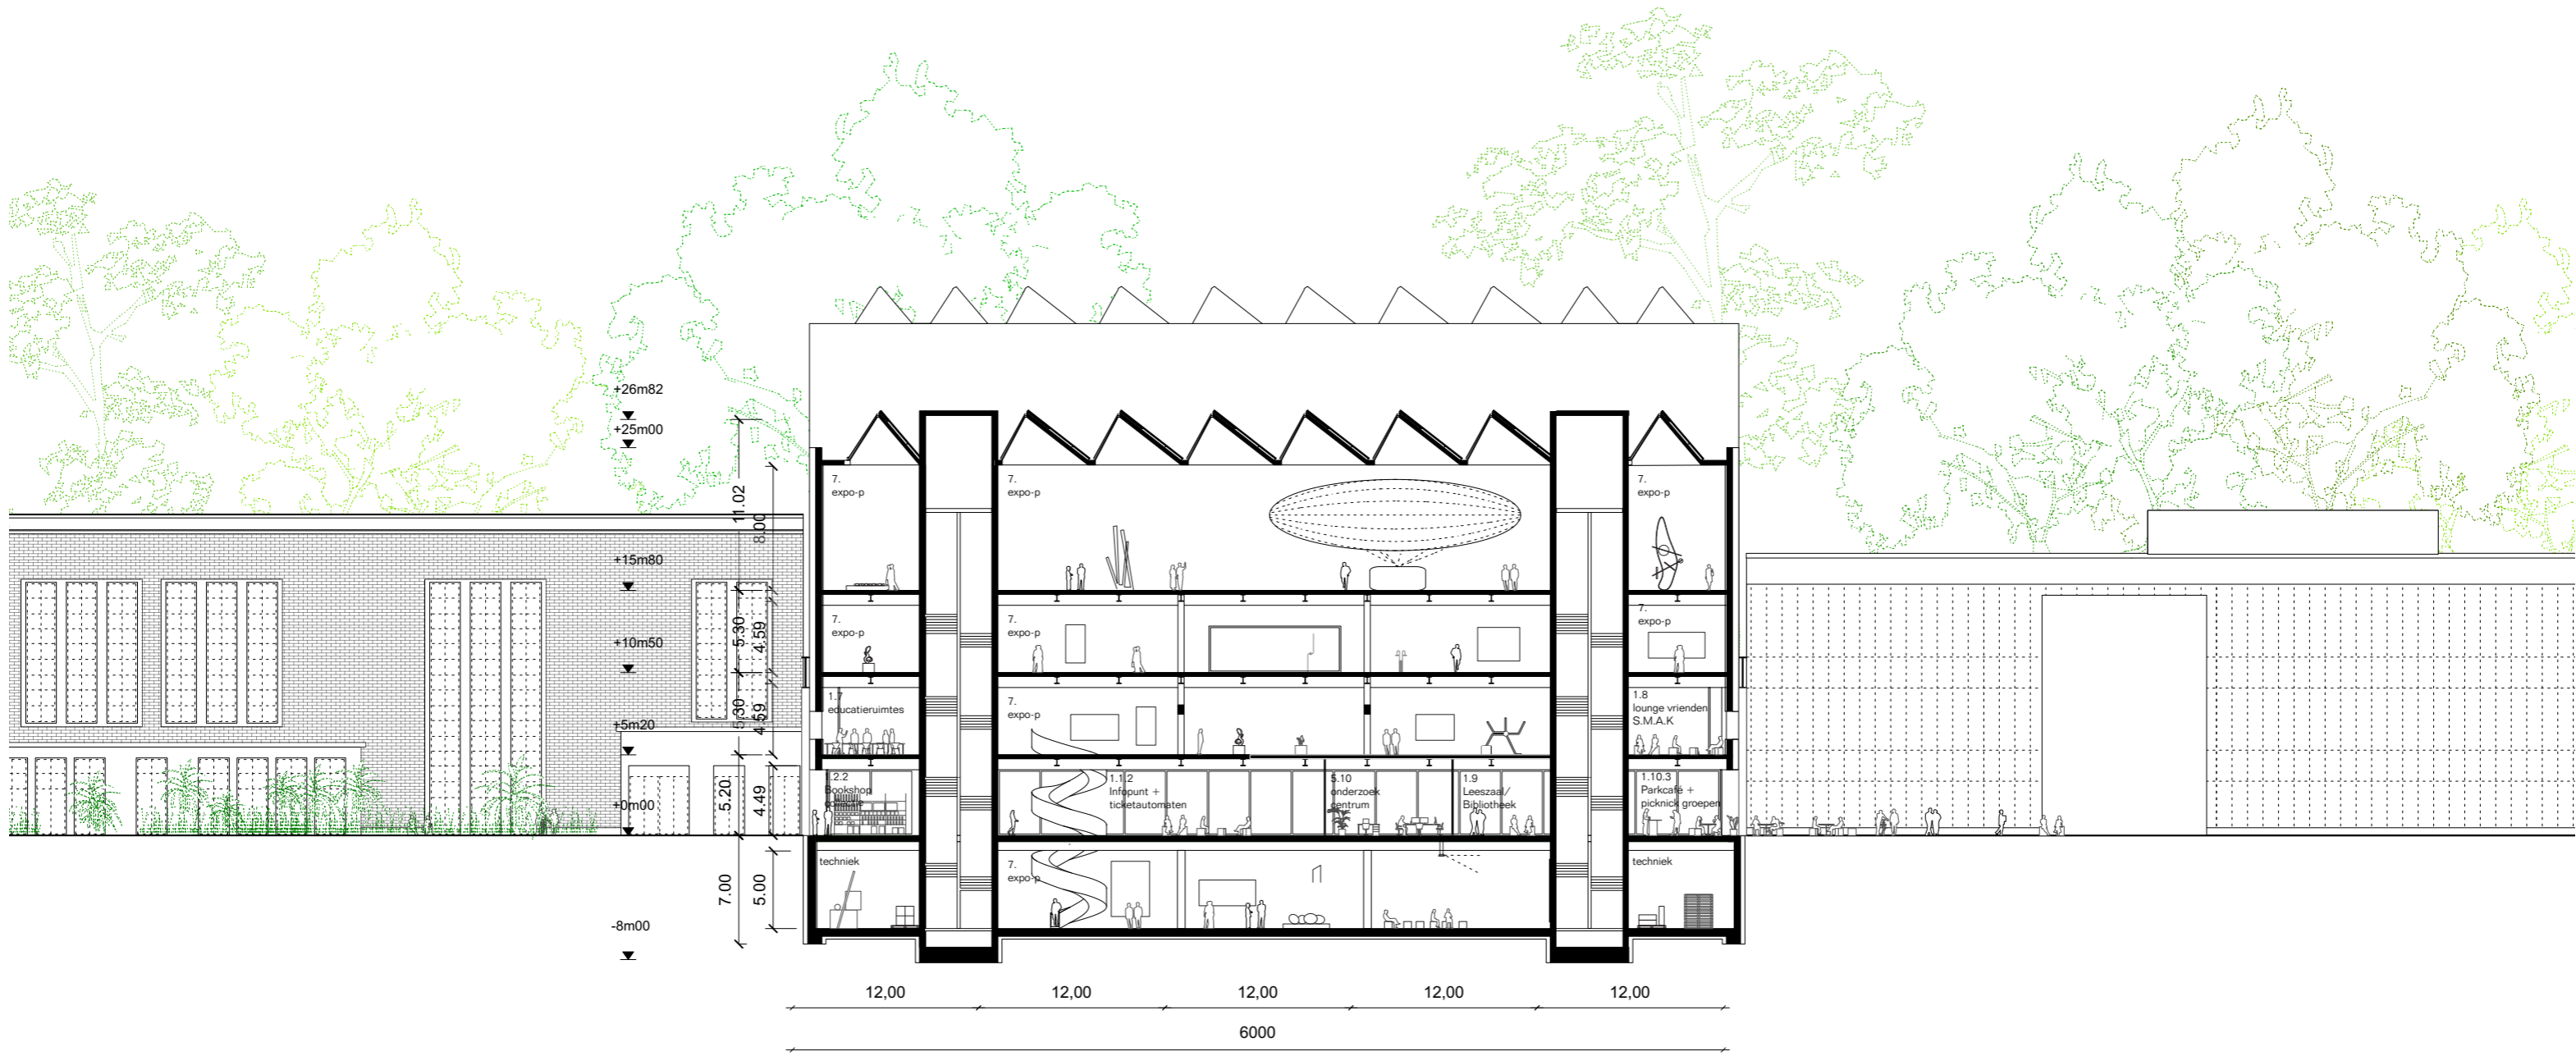 +26m82
+25m00
7.
expo-p
7.
expo-p
7.
expo-p
11.02
8.00
+15m80
7.
expo-p
7.
expo-p
7.
expo-p
5.30
4.59
+10m50
1.7
educatieruimtes
7.
expo-p
1.8
lounge vrienden
S.M.A.K
5.30
4.59
+5m20
1.2.2
Bookshop
collectie
1.1.2
Infopunt +
ticketautomaten
5.10
onderzoek
centrum
1.9
Leeszaal/
Bibliotheek
1.10.3
Parkcafé +
picknick groepen
5.20
4.49
+0m00
techniek
7.
expo-p
techniek
7.00
5.00
-8m00
12,00 12,00 12,00 12,00 12,00
6000